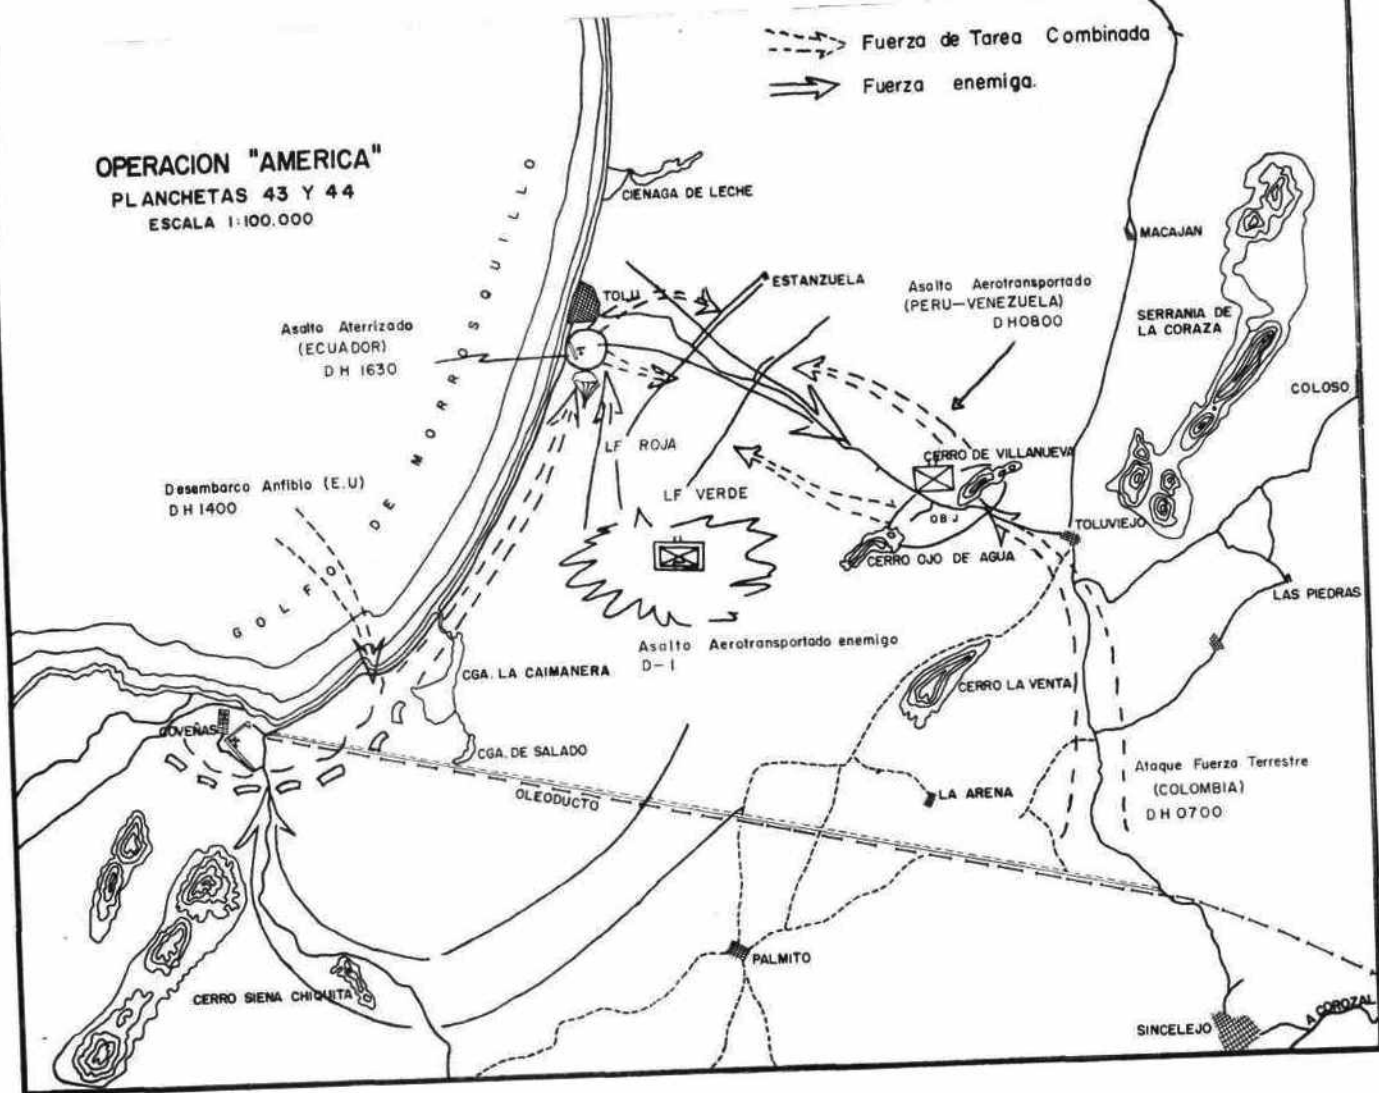 Fuerza de Tarea Combinada
Fuerza enemiga.
OPERACION "AMERICA"
PLANCHETAS 43 Y 44
ESCALA 1:100.000
GOLFO DE MORROSQUILLO
CIENAGA DE LECHE
MACAJAN
TOLU
ESTANZUELA
Asalto Aerotransportado
(PERU-VENEZUELA)
DH0800
SERRANIA DE
LA CORAZA
COLOSO
Asalto Aterrizado
(ECUADOR)
DH 1630
LF ROJA
LF VERDE
CERRO DE VILLANUEVA
OBJ
TOLUVIEJO
CERRO OJO DE AGUA
LAS PIEDRAS
Desembarco Anfibio (E.U)
DH 1400
Asalto Aerotransportado enemigo
D-1
CGA. LA CAIMANERA
CERRO LA VENTA
COVEÑAS
CGA. DE SALADO
OLEODUCTO
LA ARENA
Ataque Fuerza Terrestre
(COLOMBIA)
DH 0700
PALMITO
CERRO SIENA CHIQUITA
SINCELEJO
A COROZAL